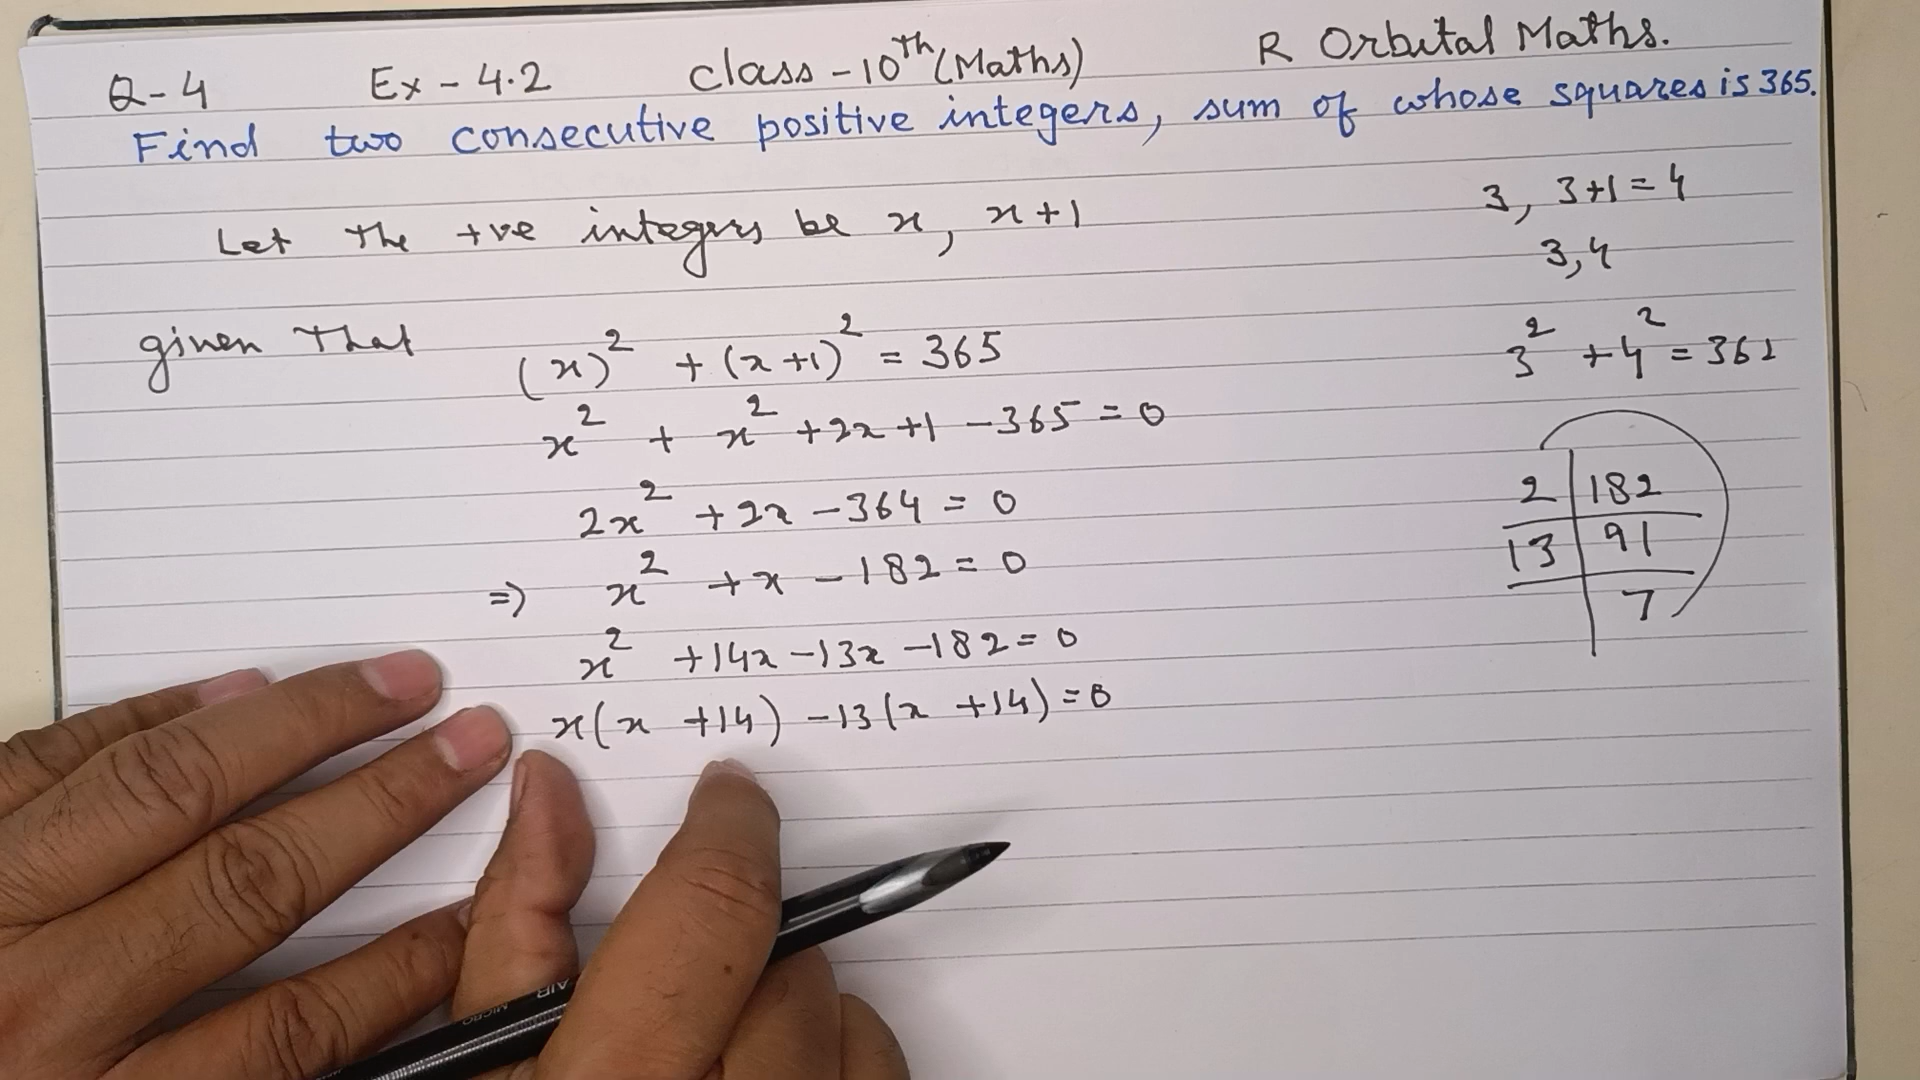 Q-4 Ex-4.2 Class-10th (Maths) R Orbital Maths.
Find two consecutive positive integers, sum of whose squares is 365.
Let the +ve integers be x, x+1
given that (x)² + (x+1)² = 365
x² + x² +2x +1 -365 = 0
2x² +2x -364 = 0
=> x² +x -182 = 0
x² +14x -13x -182 = 0
x(x +14) -13(x +14) = 0
3, 3+1 = 4
3,4
3² +4² =
2 | 182
13 | 91
7
AIR
MICRO